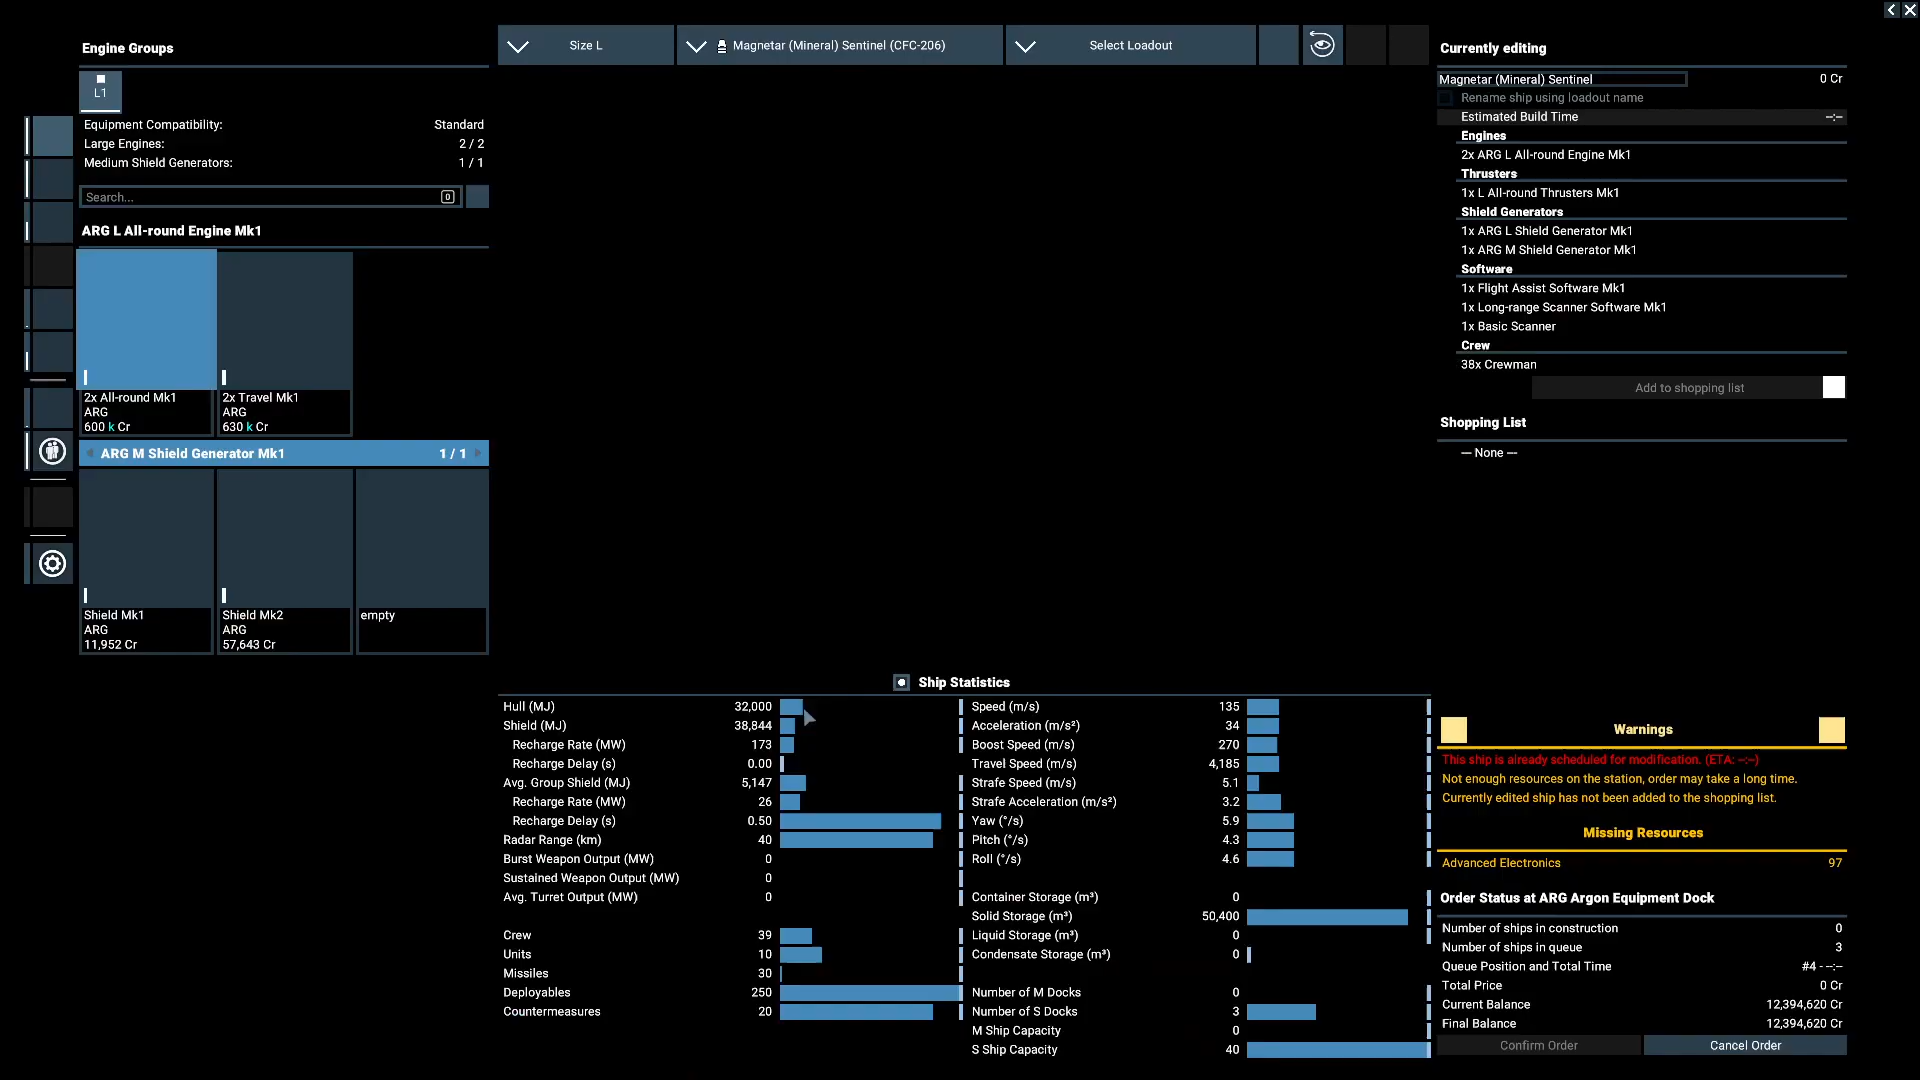 Engine Groups
L1
Equipment Compatibility: Standard
Large Engines: 2 / 2
Medium Shield Generators: 1 / 1
Search... 0
ARG L All-round Engine Mk1
2x All-round Mk1
ARG
600 k Cr
2x Travel Mk1
ARG
630 k Cr
ARG M Shield Generator Mk1 1 / 1
Shield Mk1
ARG
11,952 Cr
Shield Mk2
ARG
57,643 Cr
empty
Size L
Magnetar (Mineral) Sentinel (CFC-206)
Select Loadout
Ship Statistics
Hull (MJ) 32,000
Shield (MJ) 38,844
Recharge Rate (MW) 173
Recharge Delay (s) 0.00
Avg. Group Shield (MJ) 5,147
Recharge Rate (MW) 26
Recharge Delay (s) 0.50
Radar Range (km) 40
Burst Weapon Output (MW) 0
Sustained Weapon Output (MW) 0
Avg. Turret Output (MW) 0
Crew 39
Units 10
Missiles 30
Deployables 250
Countermeasures 20
Speed (m/s) 135
Acceleration (m/s²) 34
Boost Speed (m/s) 270
Travel Speed (m/s) 4,185
Strafe Speed (m/s) 5.1
Strafe Acceleration (m/s²) 3.2
Yaw (°/s) 5.9
Pitch (°/s) 4.3
Roll (°/s) 4.6
Container Storage (m³) 0
Solid Storage (m³) 50,400
Liquid Storage (m³) 0
Condensate Storage (m³) 0
Number of M Docks 0
Number of S Docks 3
M Ship Capacity 0
S Ship Capacity 40
Currently editing
Magnetar (Mineral) Sentinel 0 Cr
Rename ship using loadout name
Estimated Build Time --:--
Engines
2x ARG L All-round Engine Mk1
Thrusters
1x L All-round Thrusters Mk1
Shield Generators
1x ARG L Shield Generator Mk1
1x ARG M Shield Generator Mk1
Software
1x Flight Assist Software Mk1
1x Long-range Scanner Software Mk1
1x Basic Scanner
Crew
38x Crewman
Add to shopping list
Shopping List
— None —
Warnings
This ship is already scheduled for modification. (ETA: --:--)
Not enough resources on the station, order may take a long time.
Currently edited ship has not been added to the shopping list.
Missing Resources
Advanced Electronics 97
Order Status at ARG Argon Equipment Dock
Number of ships in construction 0
Number of ships in queue 3
Queue Position and Total Time #4 - --:--
Total Price 0 Cr
Current Balance 12,394,620 Cr
Final Balance 12,394,620 Cr
Confirm Order
Cancel Order